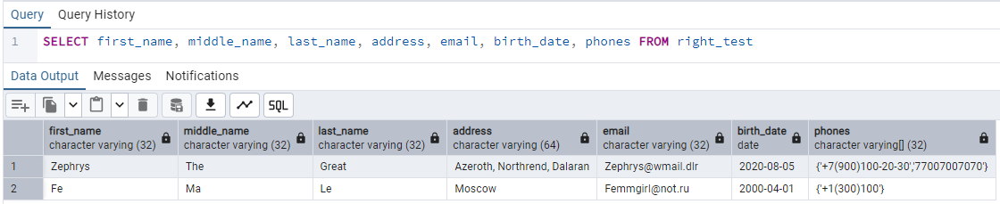 Query Query History
1 SELECT first_name, middle_name, last_name, address, email, birth_date, phones FROM right_test
Data Output Messages Notifications
SQL
first_name middle_name last_name address email birth_date phones
character varying (32) character varying (32) character varying (32) character varying (64) character varying (32) date character varying[] (32)
1 Zephrys The Great Azeroth, Northrend, Dalaran Zephrys@wmail.dlr 2020-08-05 {'+7(900)100-20-30','77007007070'}
2 Fe Ma Le Moscow Femmgirl@not.ru 2000-04-01 {'+1(300)100'}